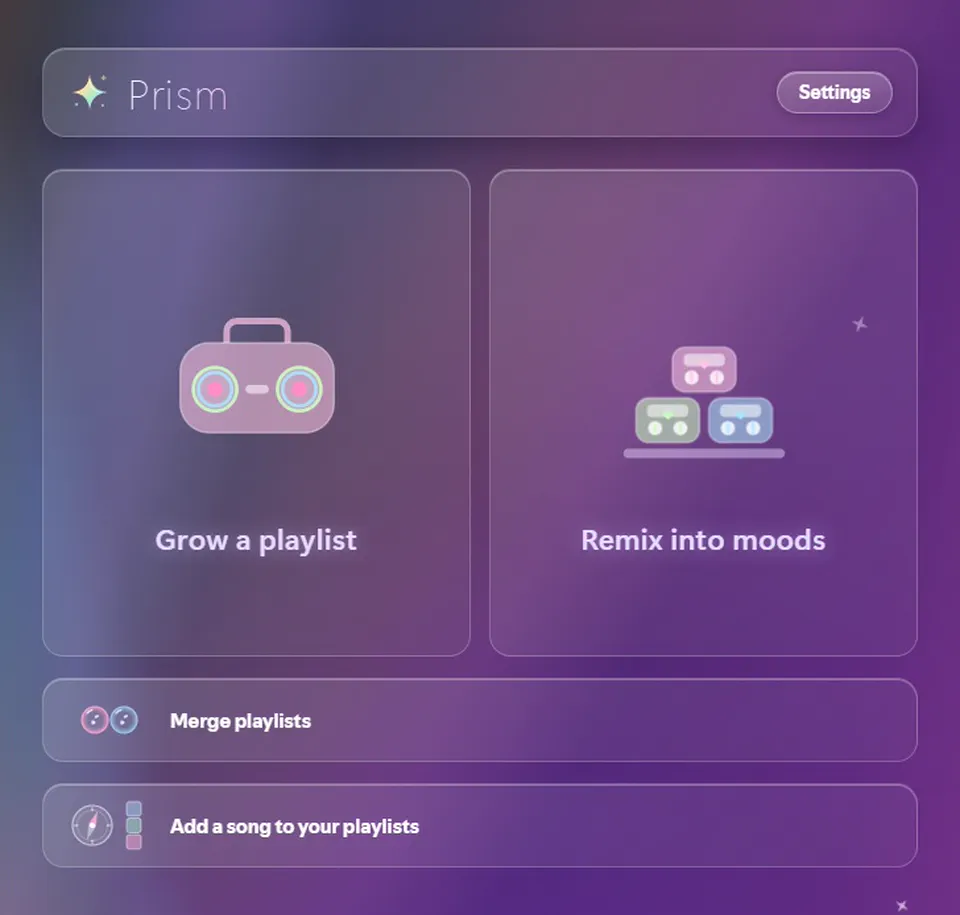 Prism
Settings
Grow a playlist
Remix into moods
Merge playlists
Add a song to your playlists